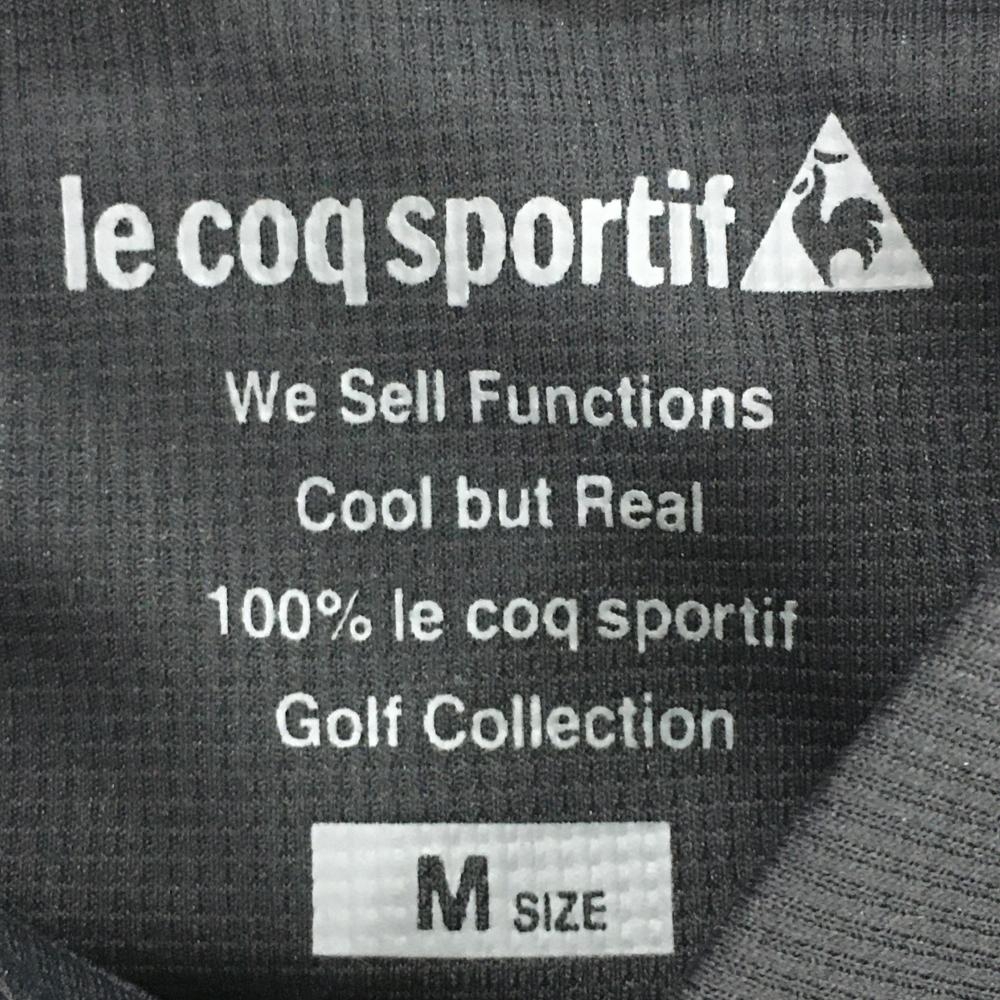 le coq sportif
We Sell Functions
Cool but Real
100% le coq sportif
Golf Collection
M SIZE